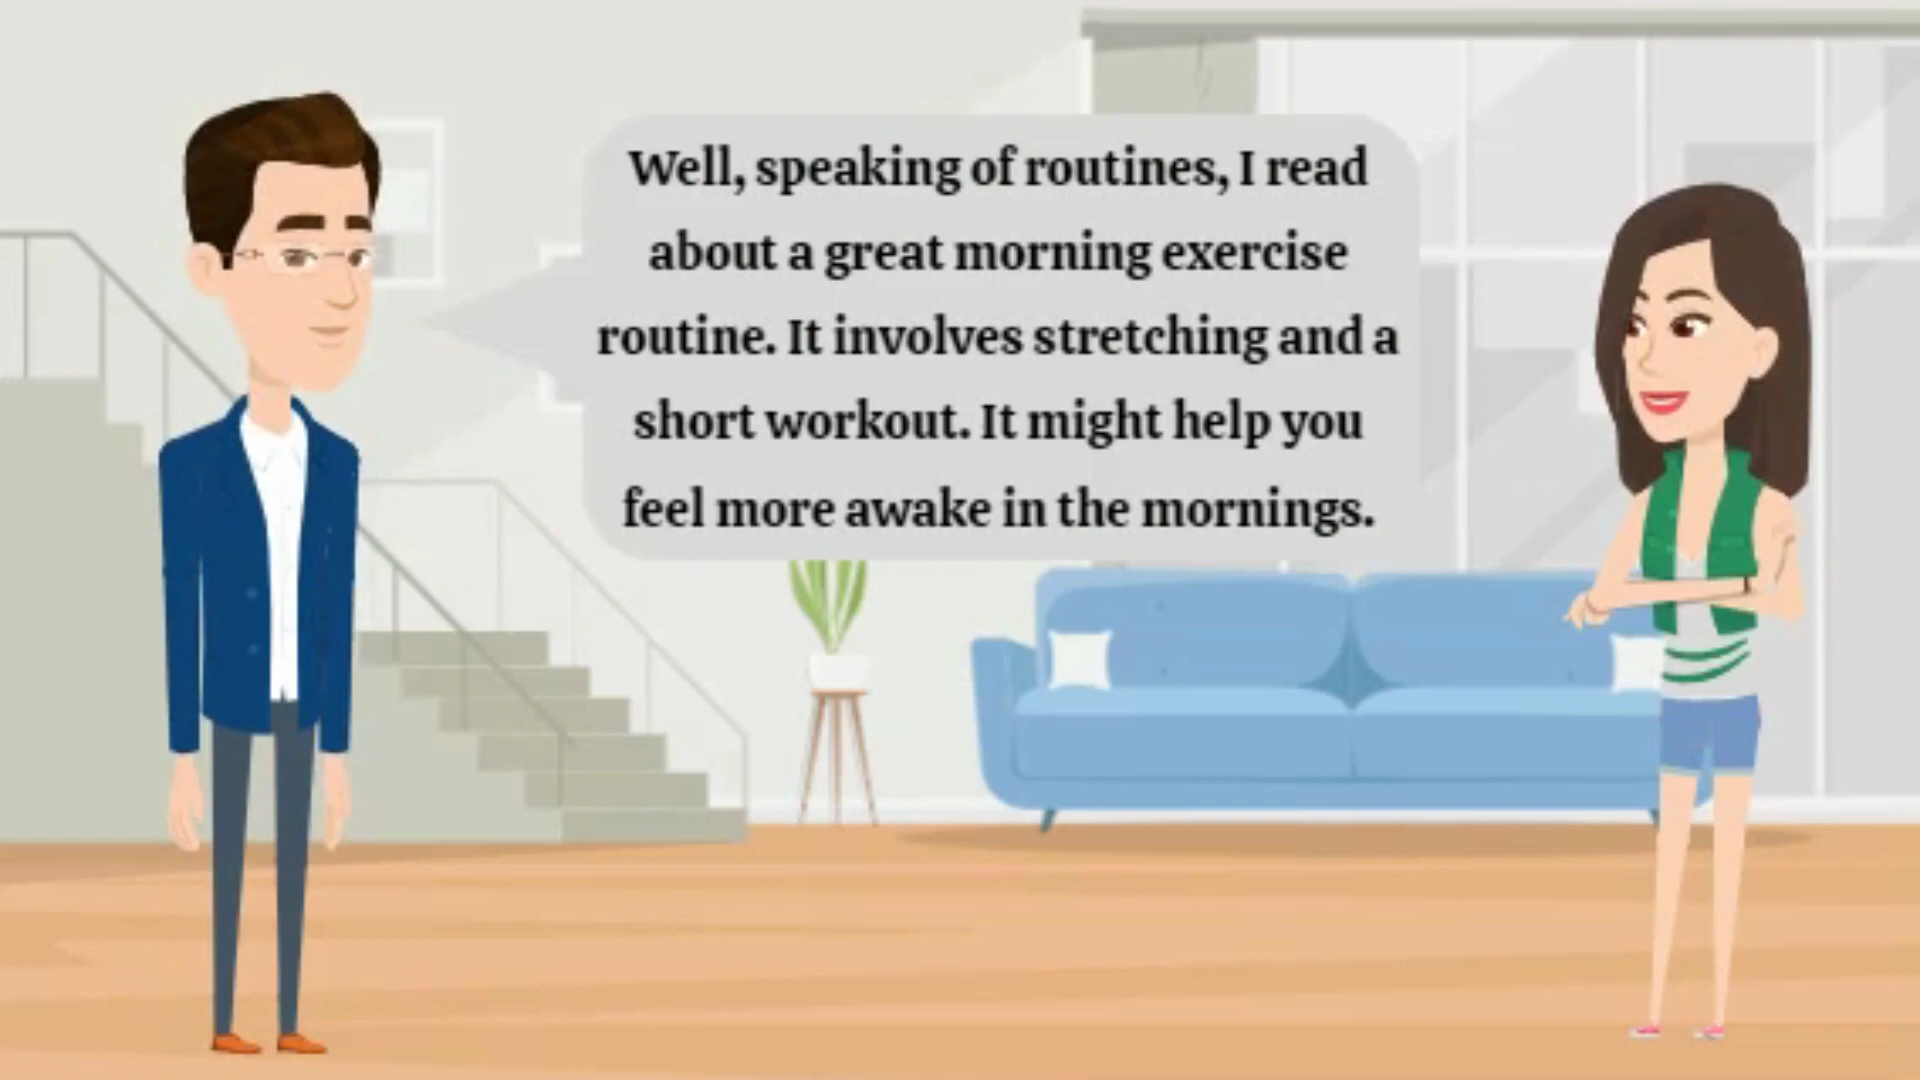 Well, speaking of routines, I read
about a great morning exercise
routine. It involves stretching and a
short workout. It might help you
feel more awake in the mornings.